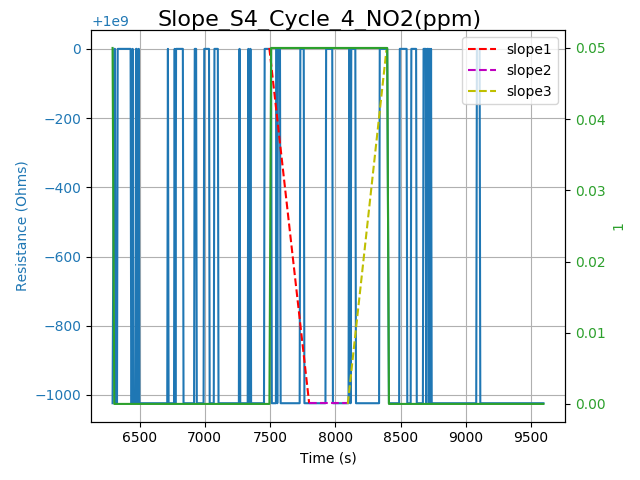 Slope_S4_Cycle_4_NO2(ppm)
+1e9
0
−200
−400
−600
−800
−1000
Resistance (Ohms)
slope1
slope2
slope3
0.05
0.04
0.03
0.02
0.01
0.00
1
6500 7000 7500 8000 8500 9000 9500
Time (s)